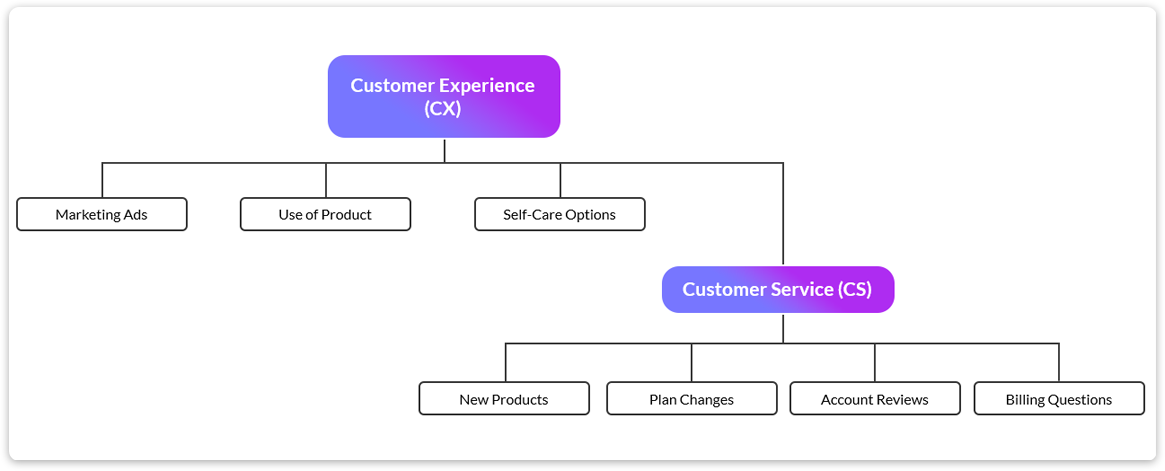 Customer Experience
(CX)
Marketing Ads
Use of Product
Self-Care Options
Customer Service (CS)
New Products
Plan Changes
Account Reviews
Billing Questions